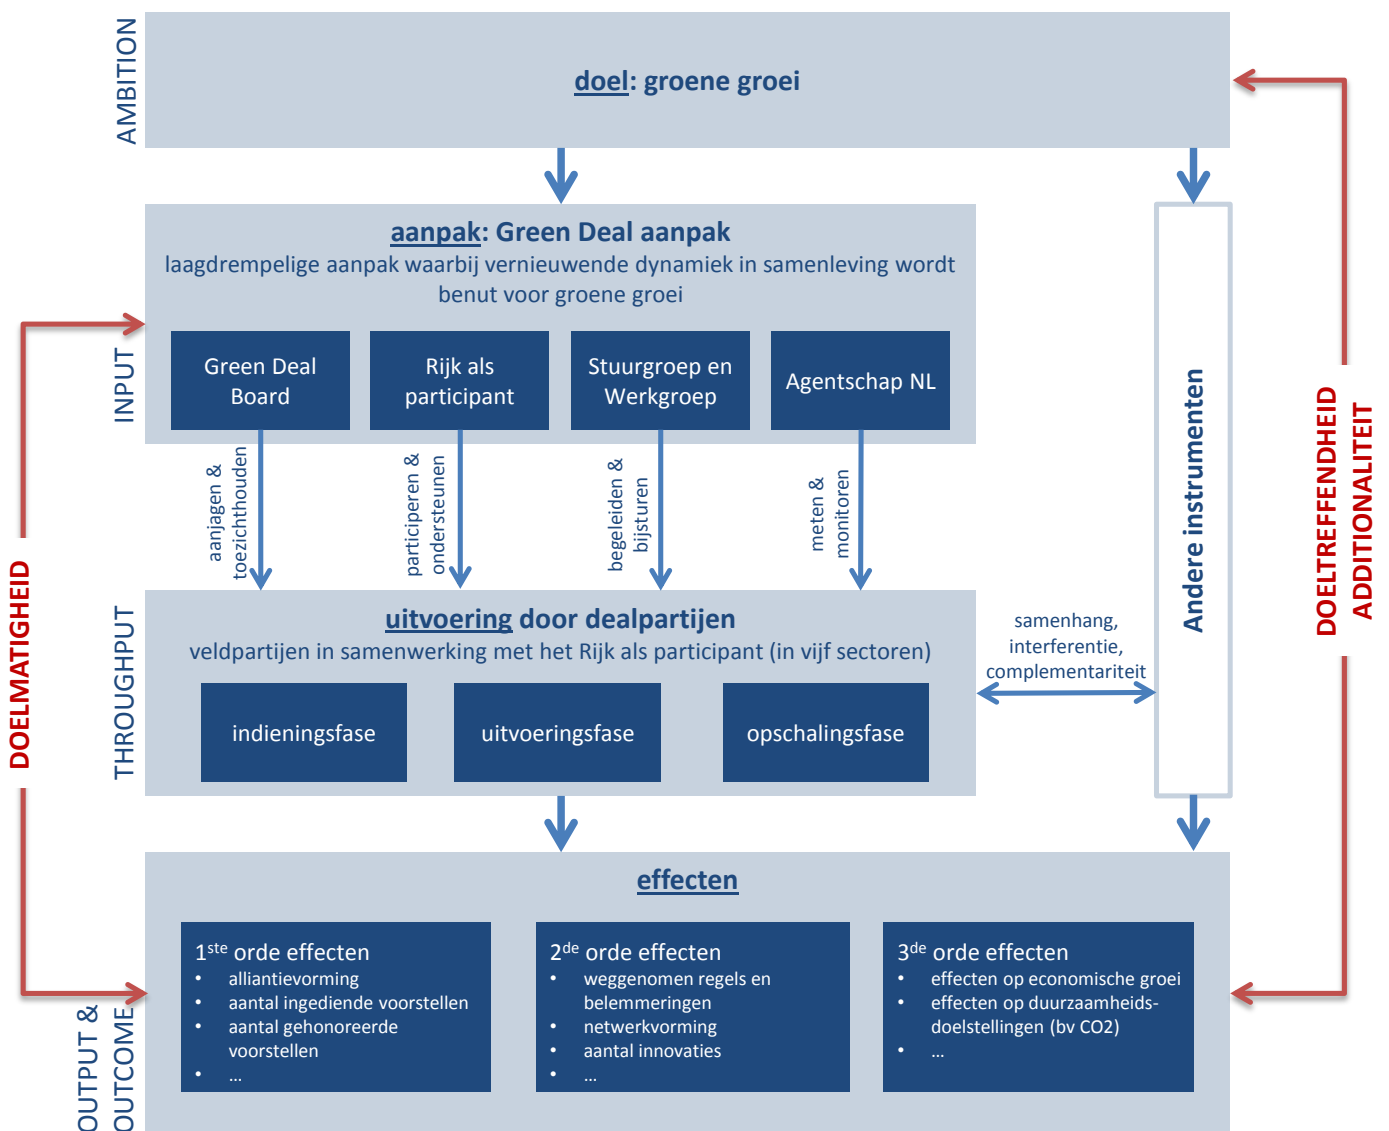 AMBITION
doel: groene groei
aanpak: Green Deal aanpak
laagdrempelige aanpak waarbij vernieuwende dynamiek in samenleving wordt
benut voor groene groei
INPUT
Green Deal
Board
Rijk als
participant
Stuurgroep en
Werkgroep
Agentschap NL
aanjagen &
toezichthouden
participeren &
ondersteunen
begeleiden &
bijsturen
meten &
monitoren
THROUGHPUT
uitvoering door dealpartijen
veldpartijen in samenwerking met het Rijk als participant (in vijf sectoren)
indieningsfase
uitvoeringsfase
opschalingsfase
samenhang,
interferentie,
complementariteit
Andere instrumenten
DOELMATIGHEID
DOELTREFFENDHEID
ADDITIONALITEIT
OUTPUT &
OUTCOME
effecten
1ste orde effecten
• alliantievorming
• aantal ingediende voorstellen
• aantal gehonoreerde
voorstellen
• ...
2de orde effecten
• weggenomen regels en
belemmeringen
• netwerkvorming
• aantal innovaties
• ...
3de orde effecten
• effecten op economische groei
• effecten op duurzaamheids-
doelstellingen (bv CO2)
• ...